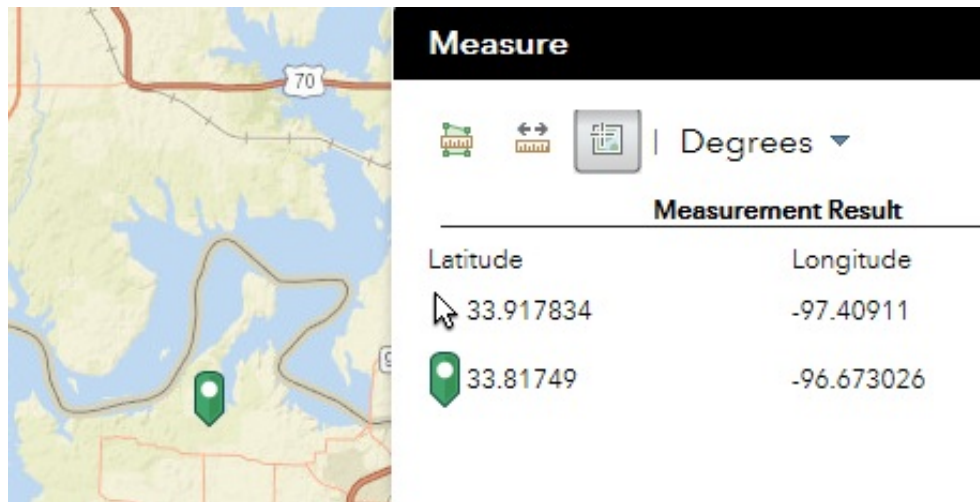 70
Measure
Degrees
Measurement Result
Latitude Longitude
33.917834 -97.40911
33.81749 -96.673026